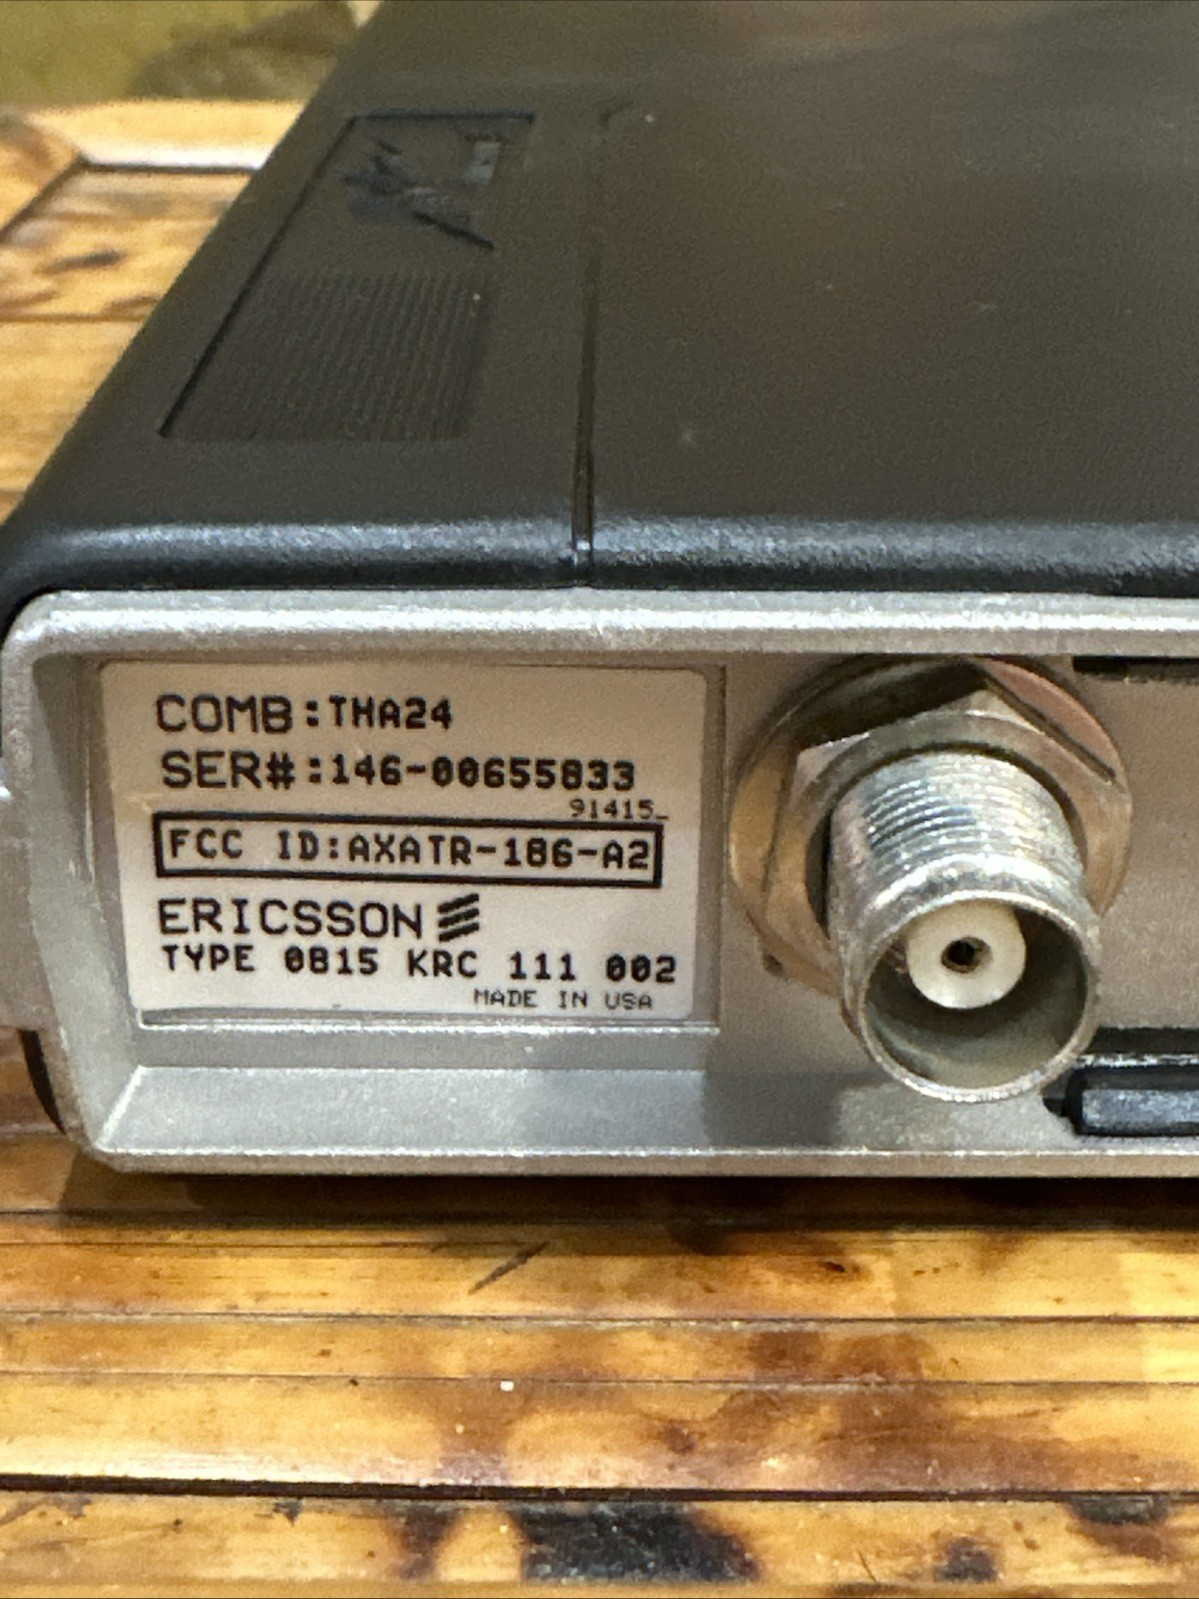 COMB:THA24
SER#:146-00655833
91415_
FCC ID:AXATR-186-A2
ERICSSON
TYPE 0815 KRC 111 002
MADE IN USA